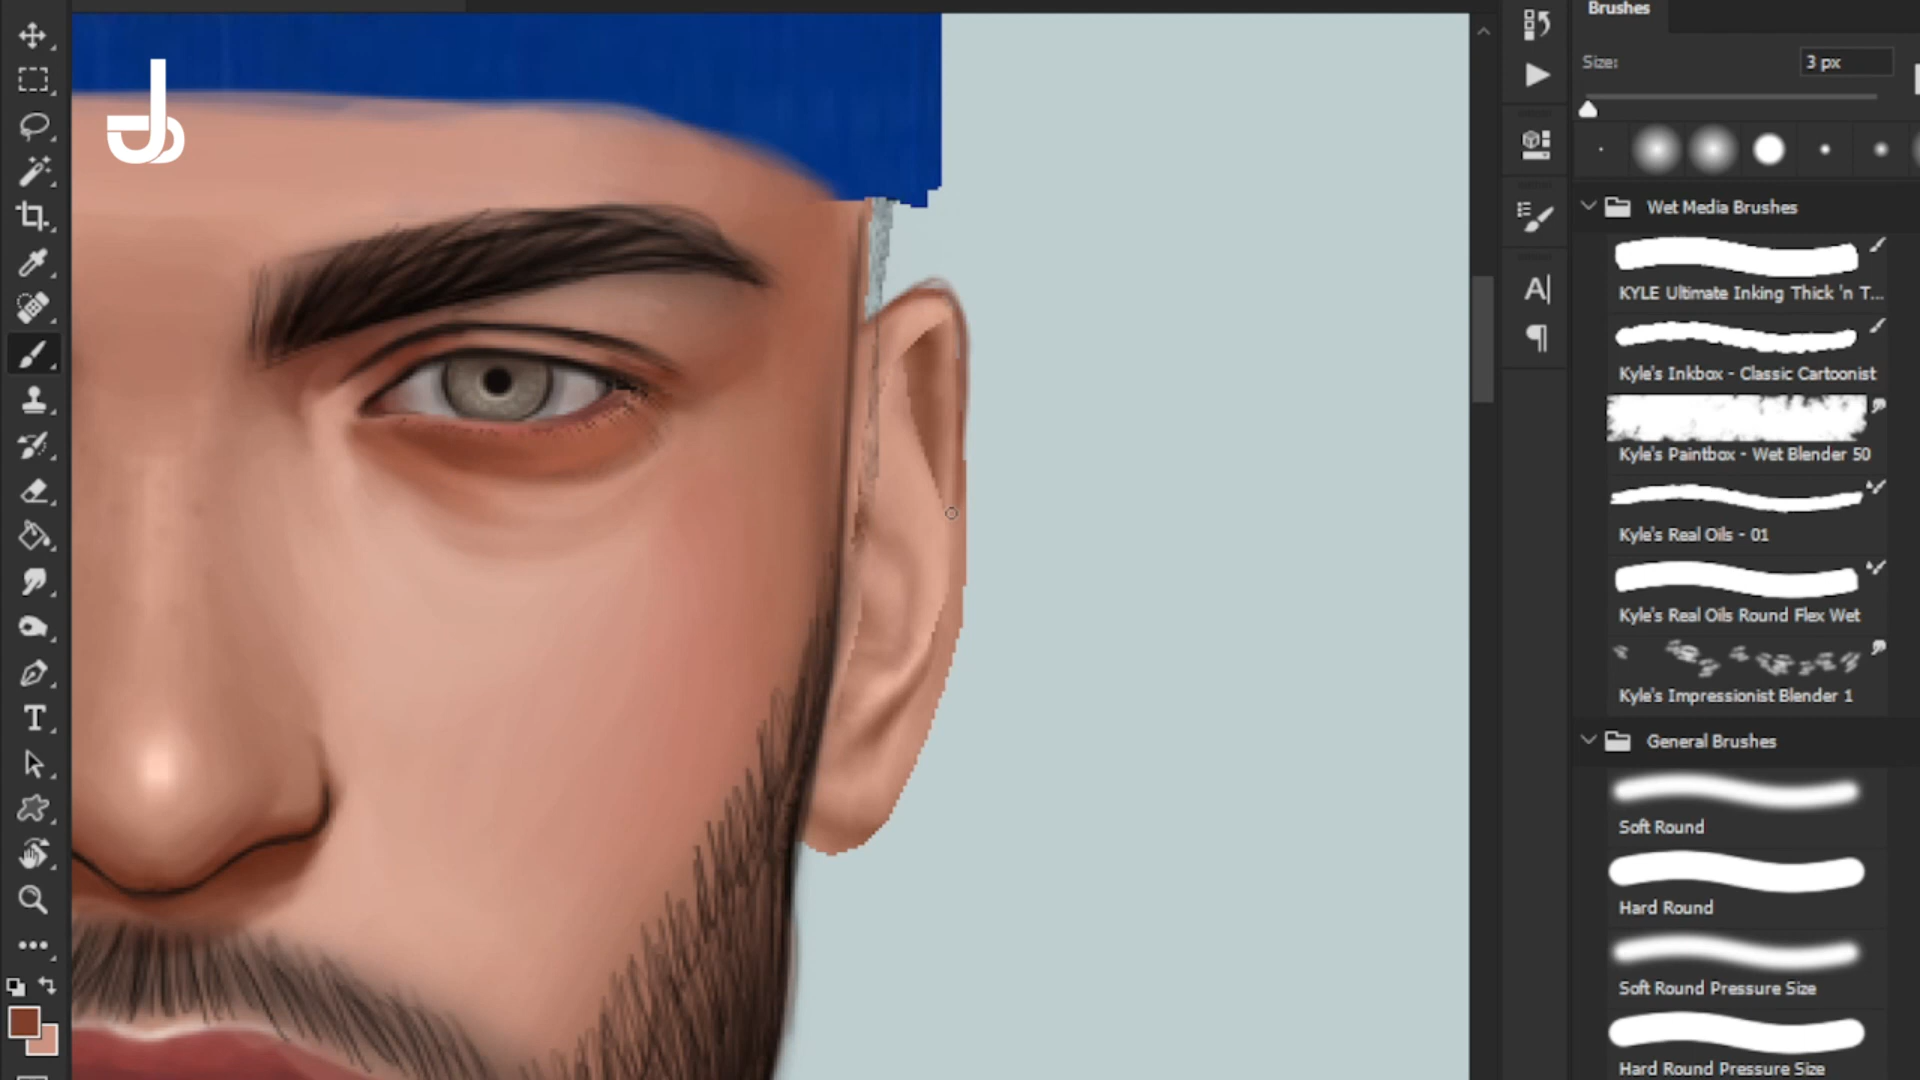 Brushes
Size:
3 px
Wet Media Brushes
KYLE Ultimate Inking Thick 'n T...
Kyle's Inkbox - Classic Cartoonist
Kyle's Paintbox - Wet Blender 50
Kyle's Real Oils - 01
Kyle's Real Oils Round Flex Wet
Kyle's Impressionist Blender 1
General Brushes
Soft Round
Hard Round
Soft Round Pressure Size
Hard Round Pressure Size